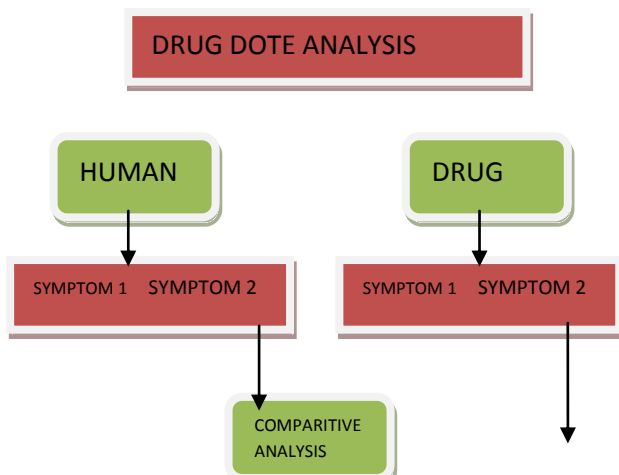 DRUG DOTE ANALYSIS
HUMAN
DRUG
SYMPTOM 1 SYMPTOM 2
SYMPTOM 1 SYMPTOM 2
COMPARITIVE
ANALYSIS